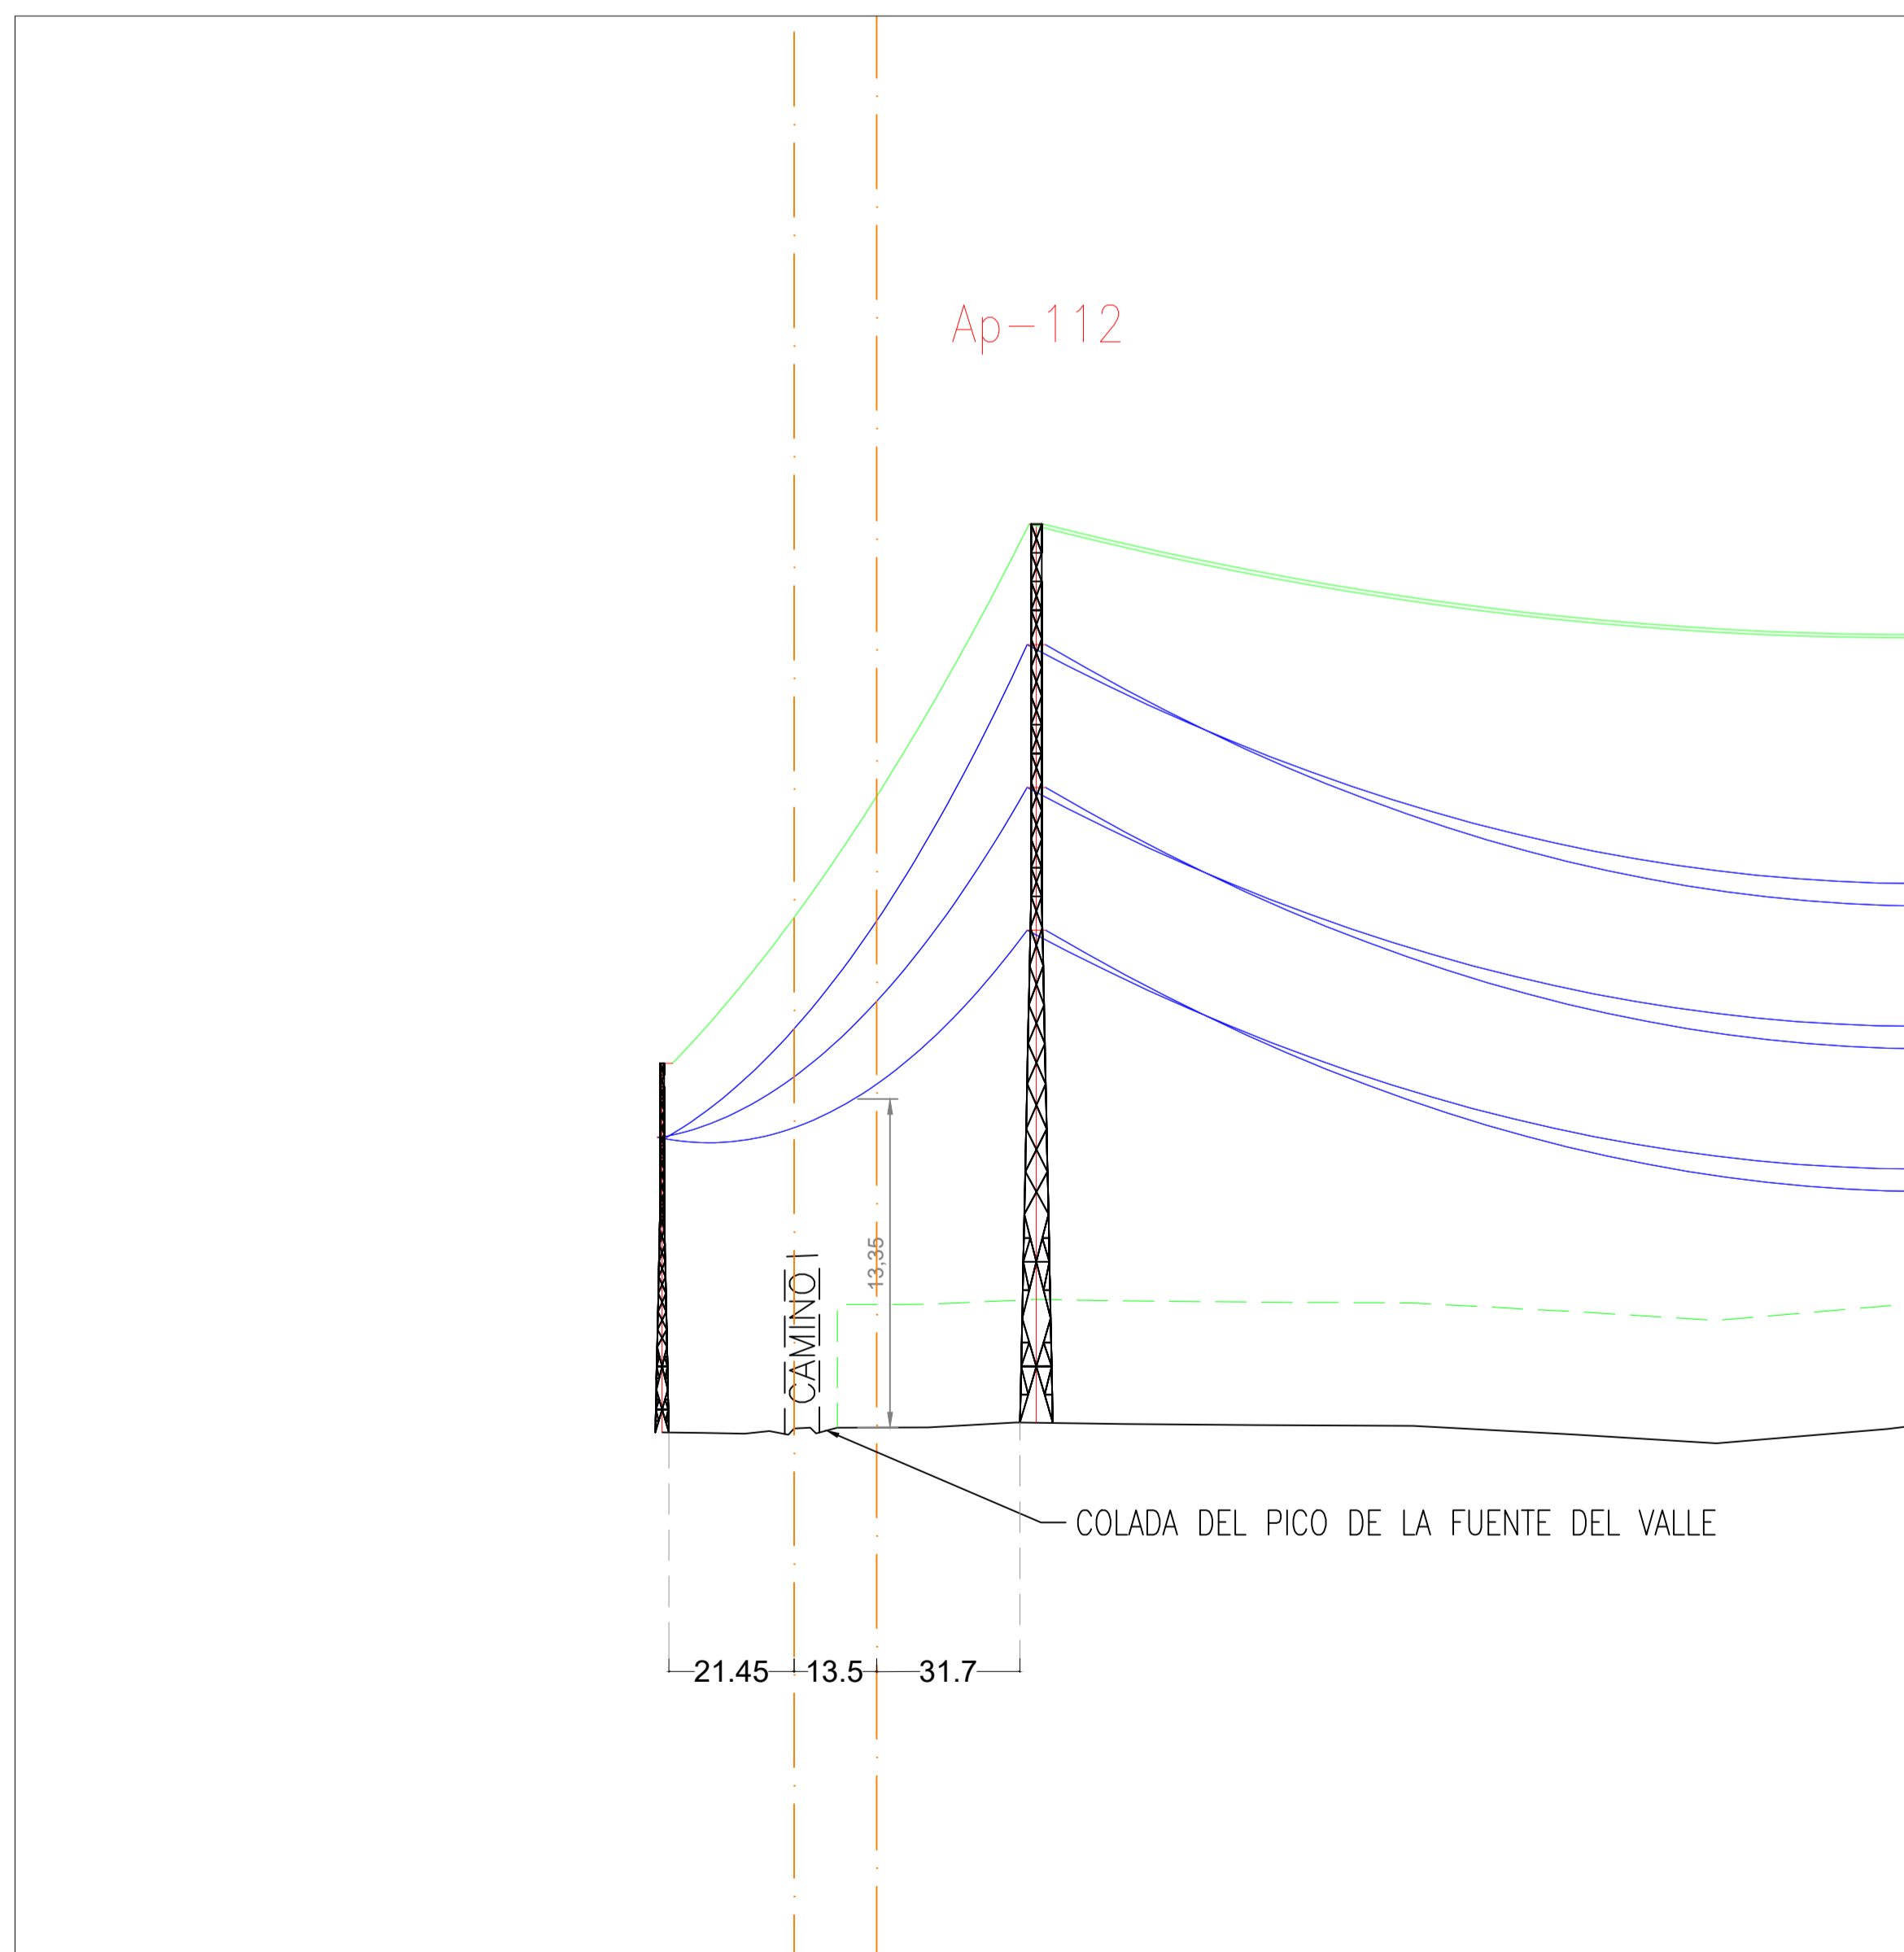 Ap-112
13,35
CAMINO
COLADA DEL PICO DE LA FUENTE DEL VALLE
21.45
13.5
31.7